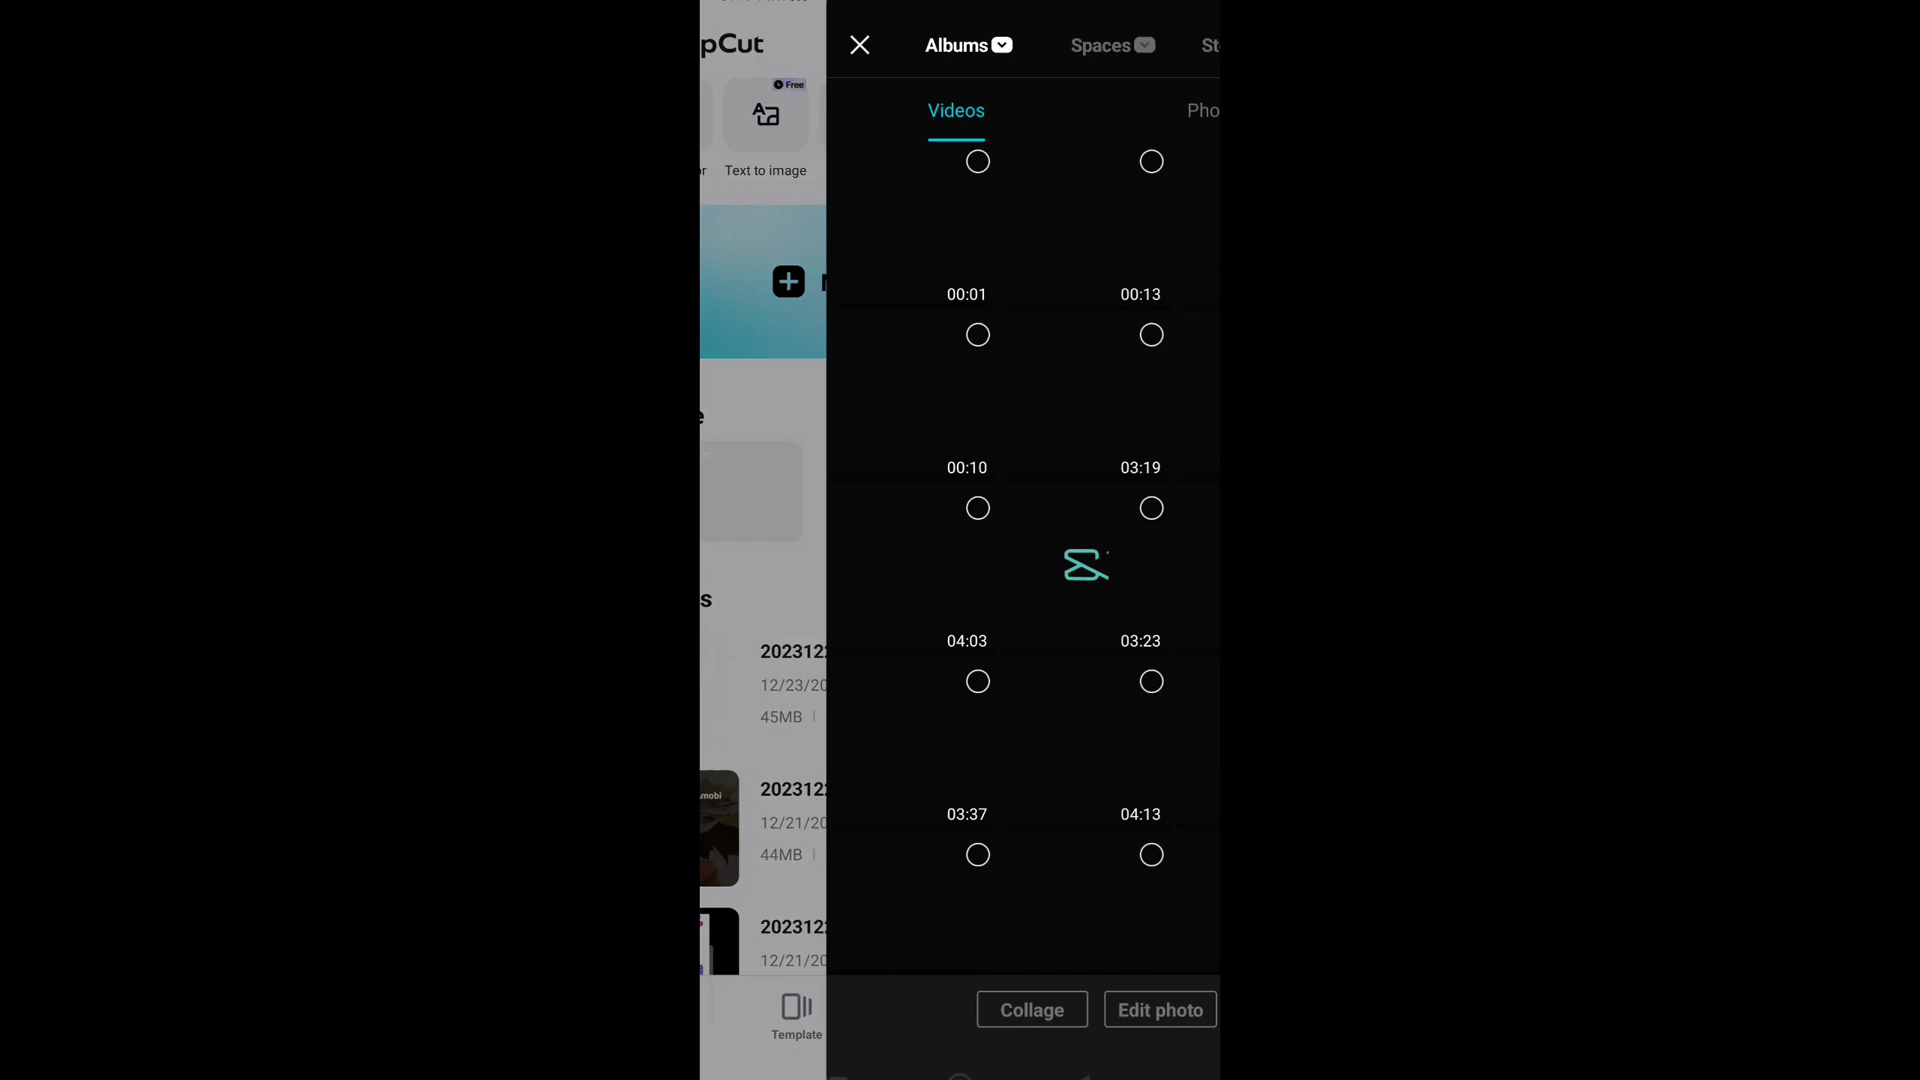 pCut
Free
or
Text to image
e
s
202312
12/23/20
45MB
mobi
202312
12/21/20
44MB
202312
12/21/20
Template
Albums
Spaces
St
Videos
Pho
00:01
00:13
00:10
03:19
04:03
03:23
03:37
04:13
Collage
Edit photo